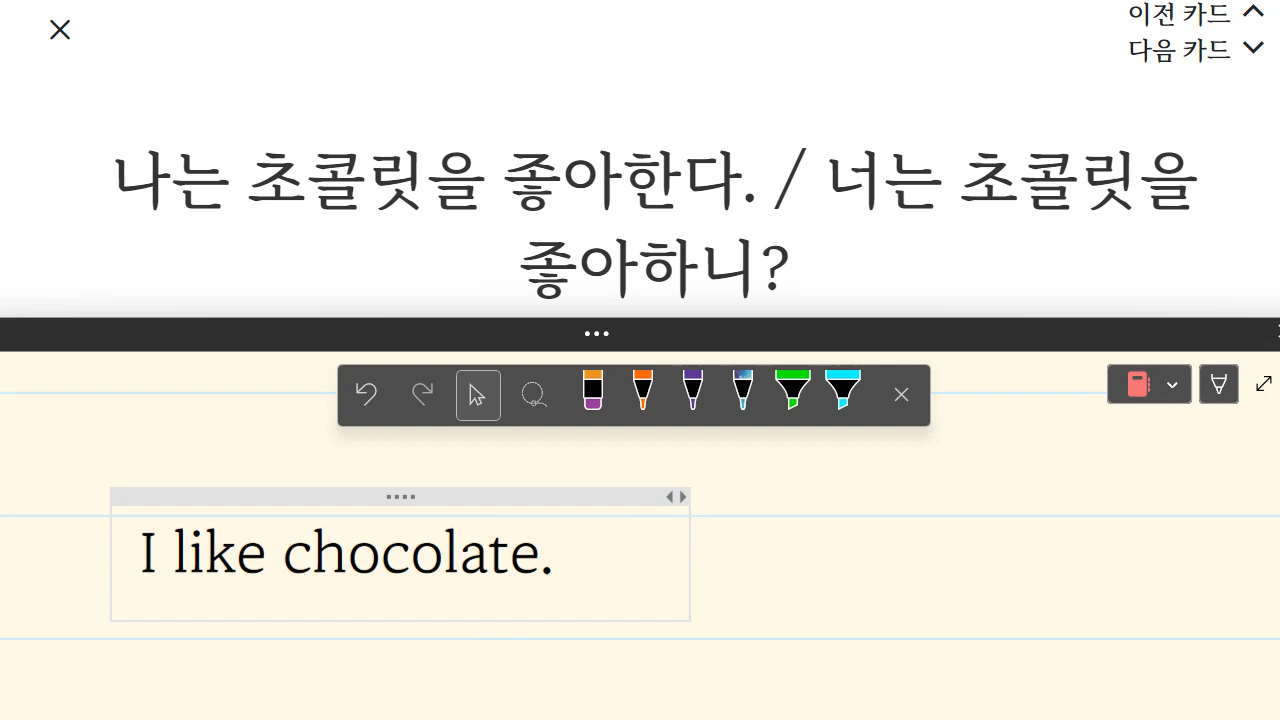 이전 카드
다음 카드
나는 초콜릿을 좋아한다. / 너는 초콜릿을
좋아하니?
I like chocolate.